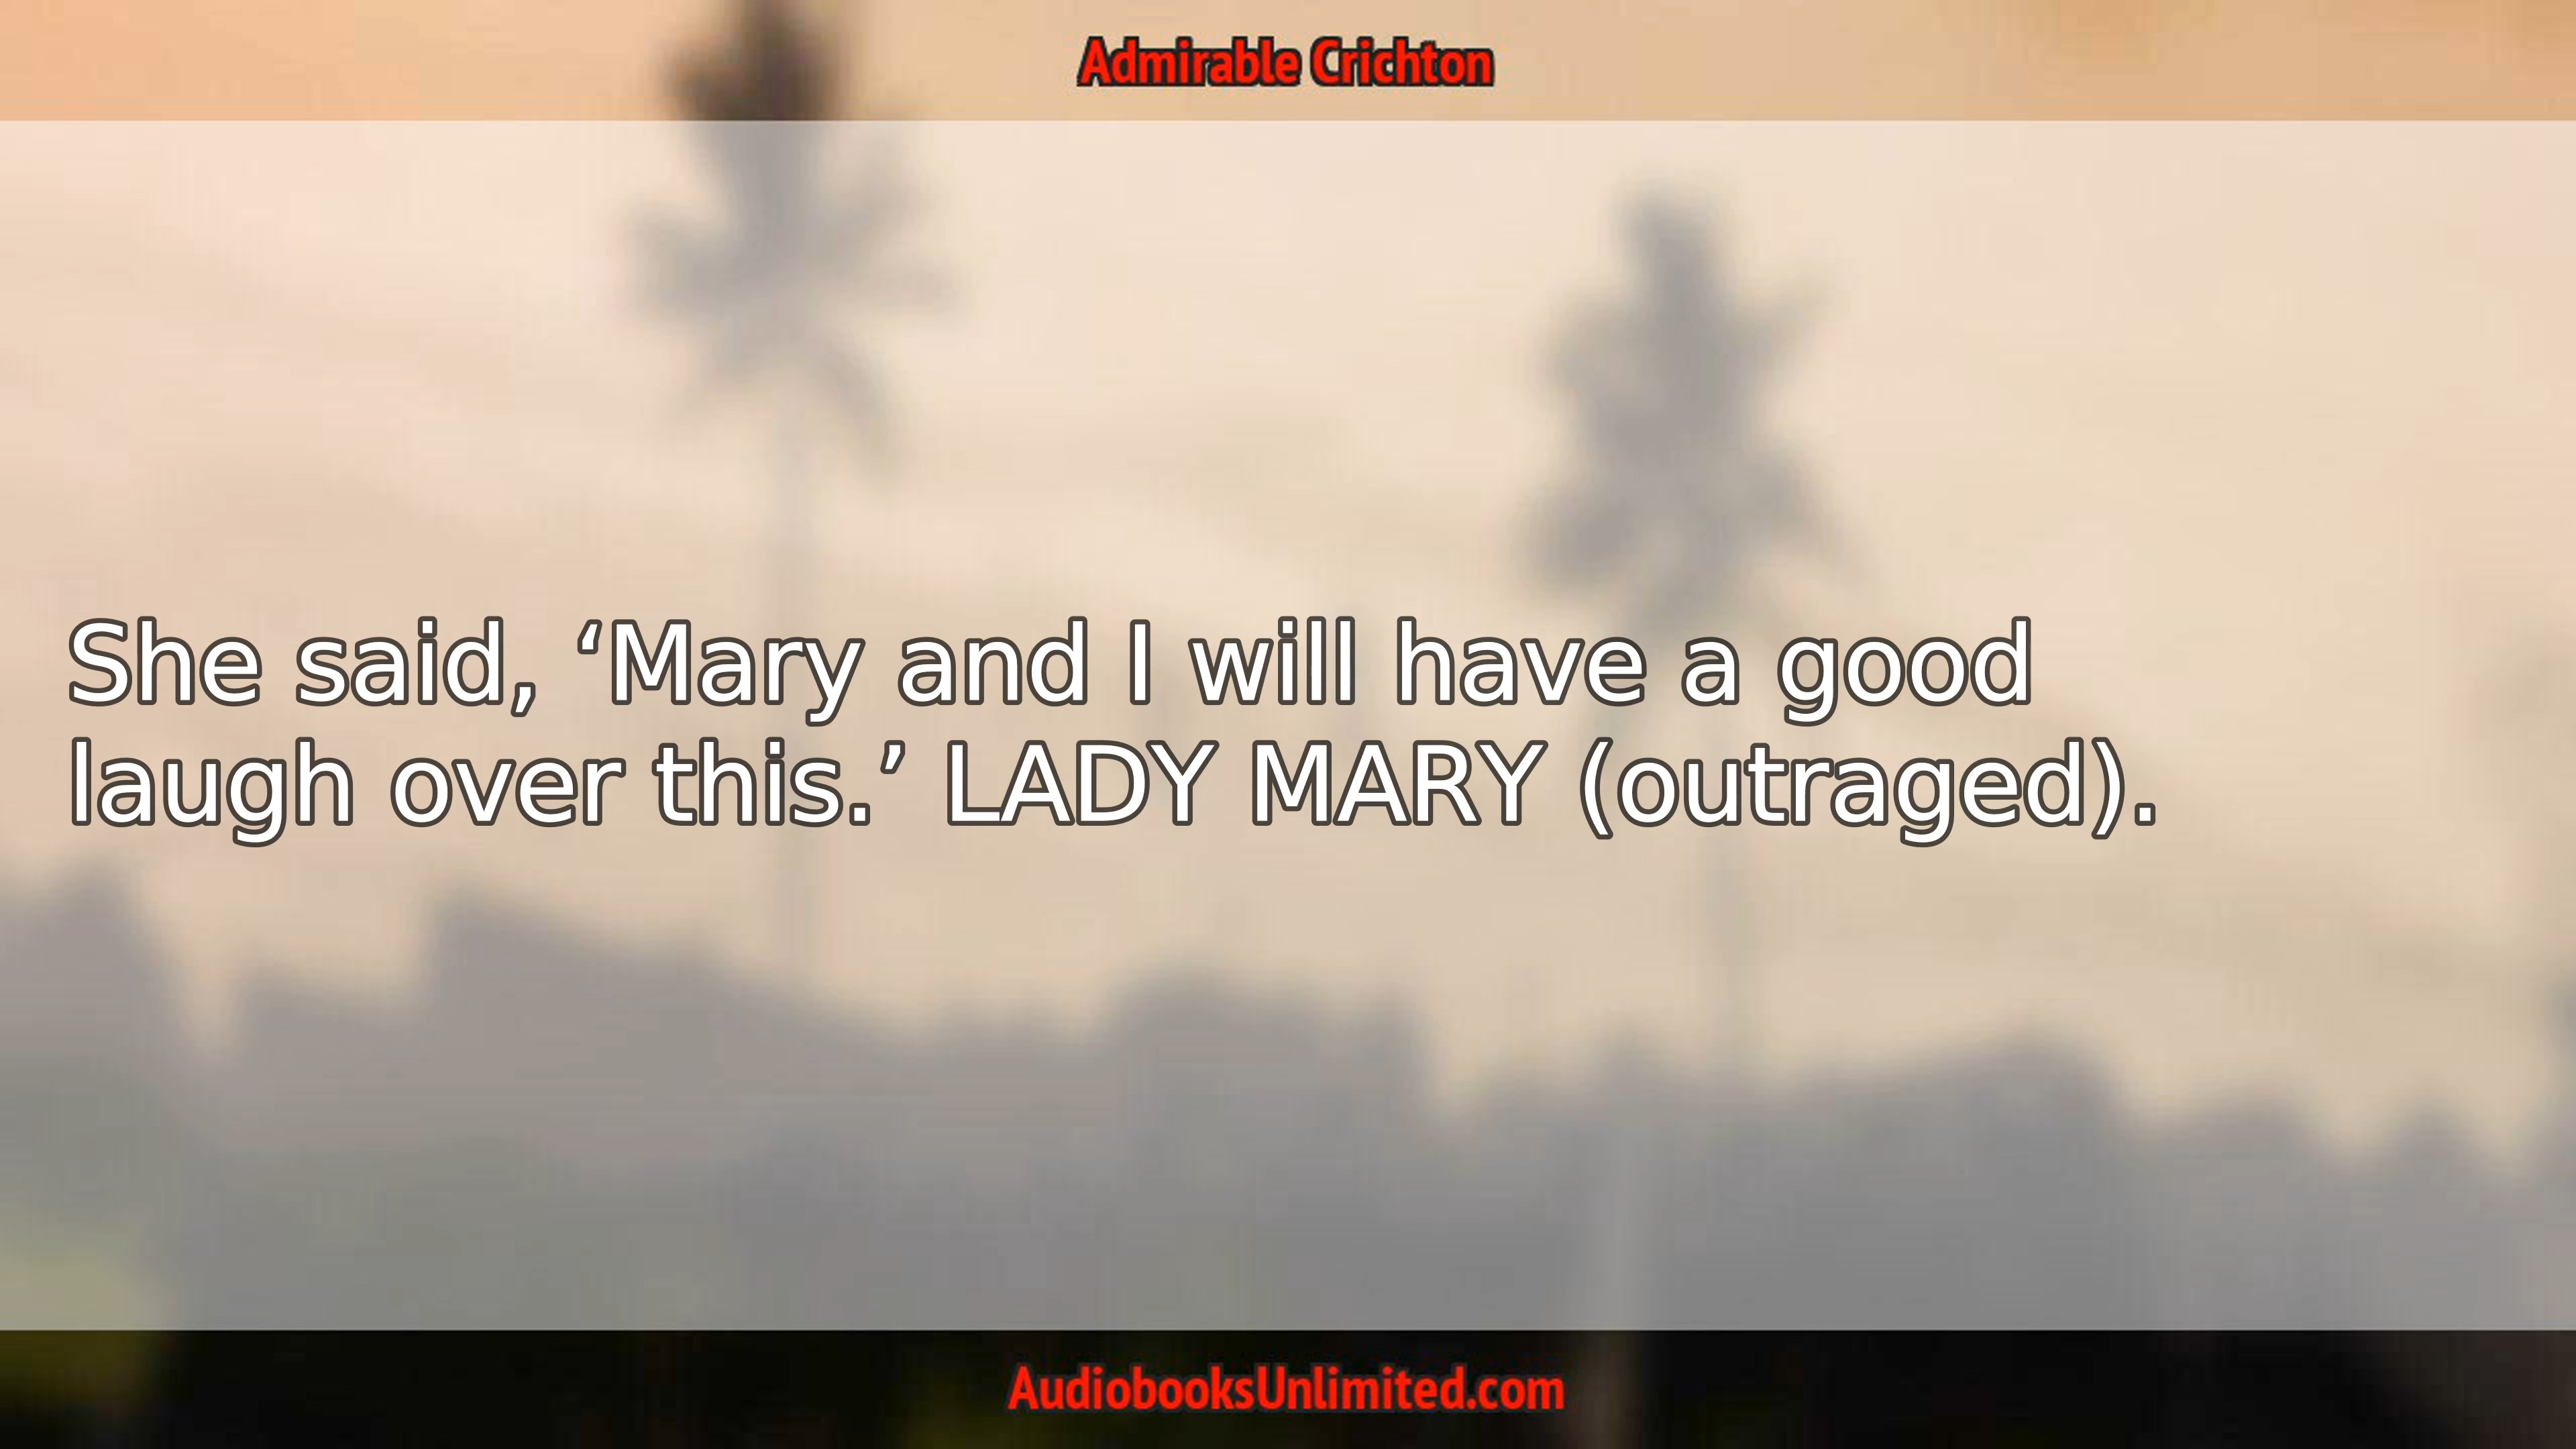 Admirable Crichton
She said, ‘Mary and I will have a good
laugh over this.’ LADY MARY (outraged).
AudiobooksUnlimited.com